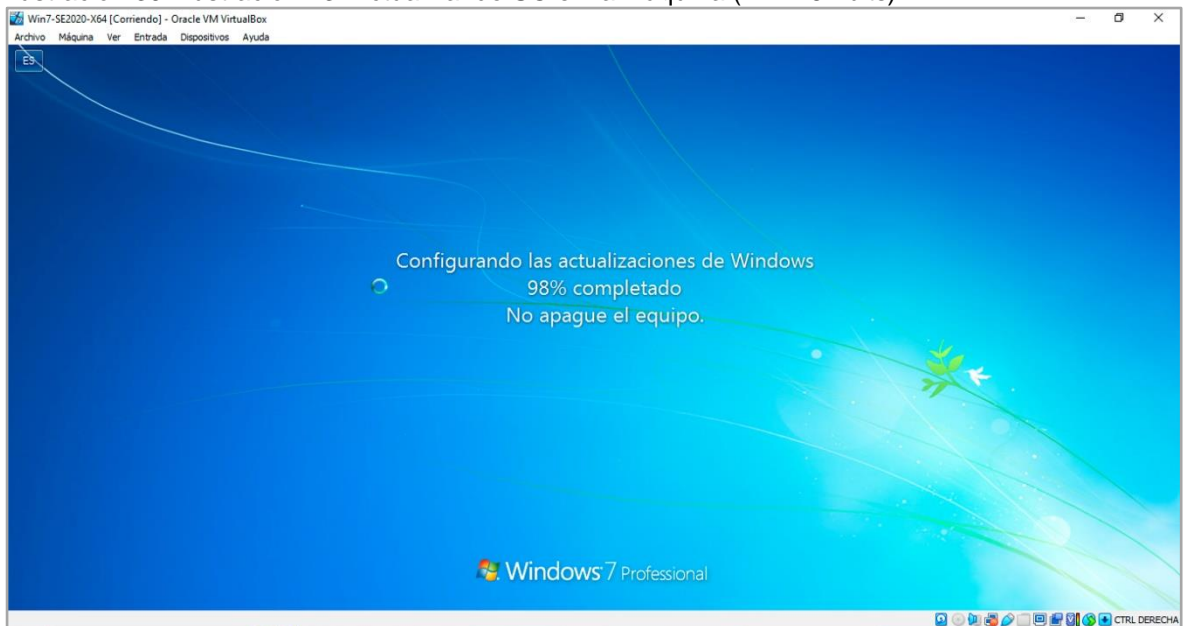 Win7-SE2020-X64 [Corriendo] - Oracle VM VirtualBox
Archivo Máquina Ver Entrada Dispositivos Ayuda
ES
Configurando las actualizaciones de Windows
98% completado
No apague el equipo.
Windows 7 Professional
CTRL DERECHA